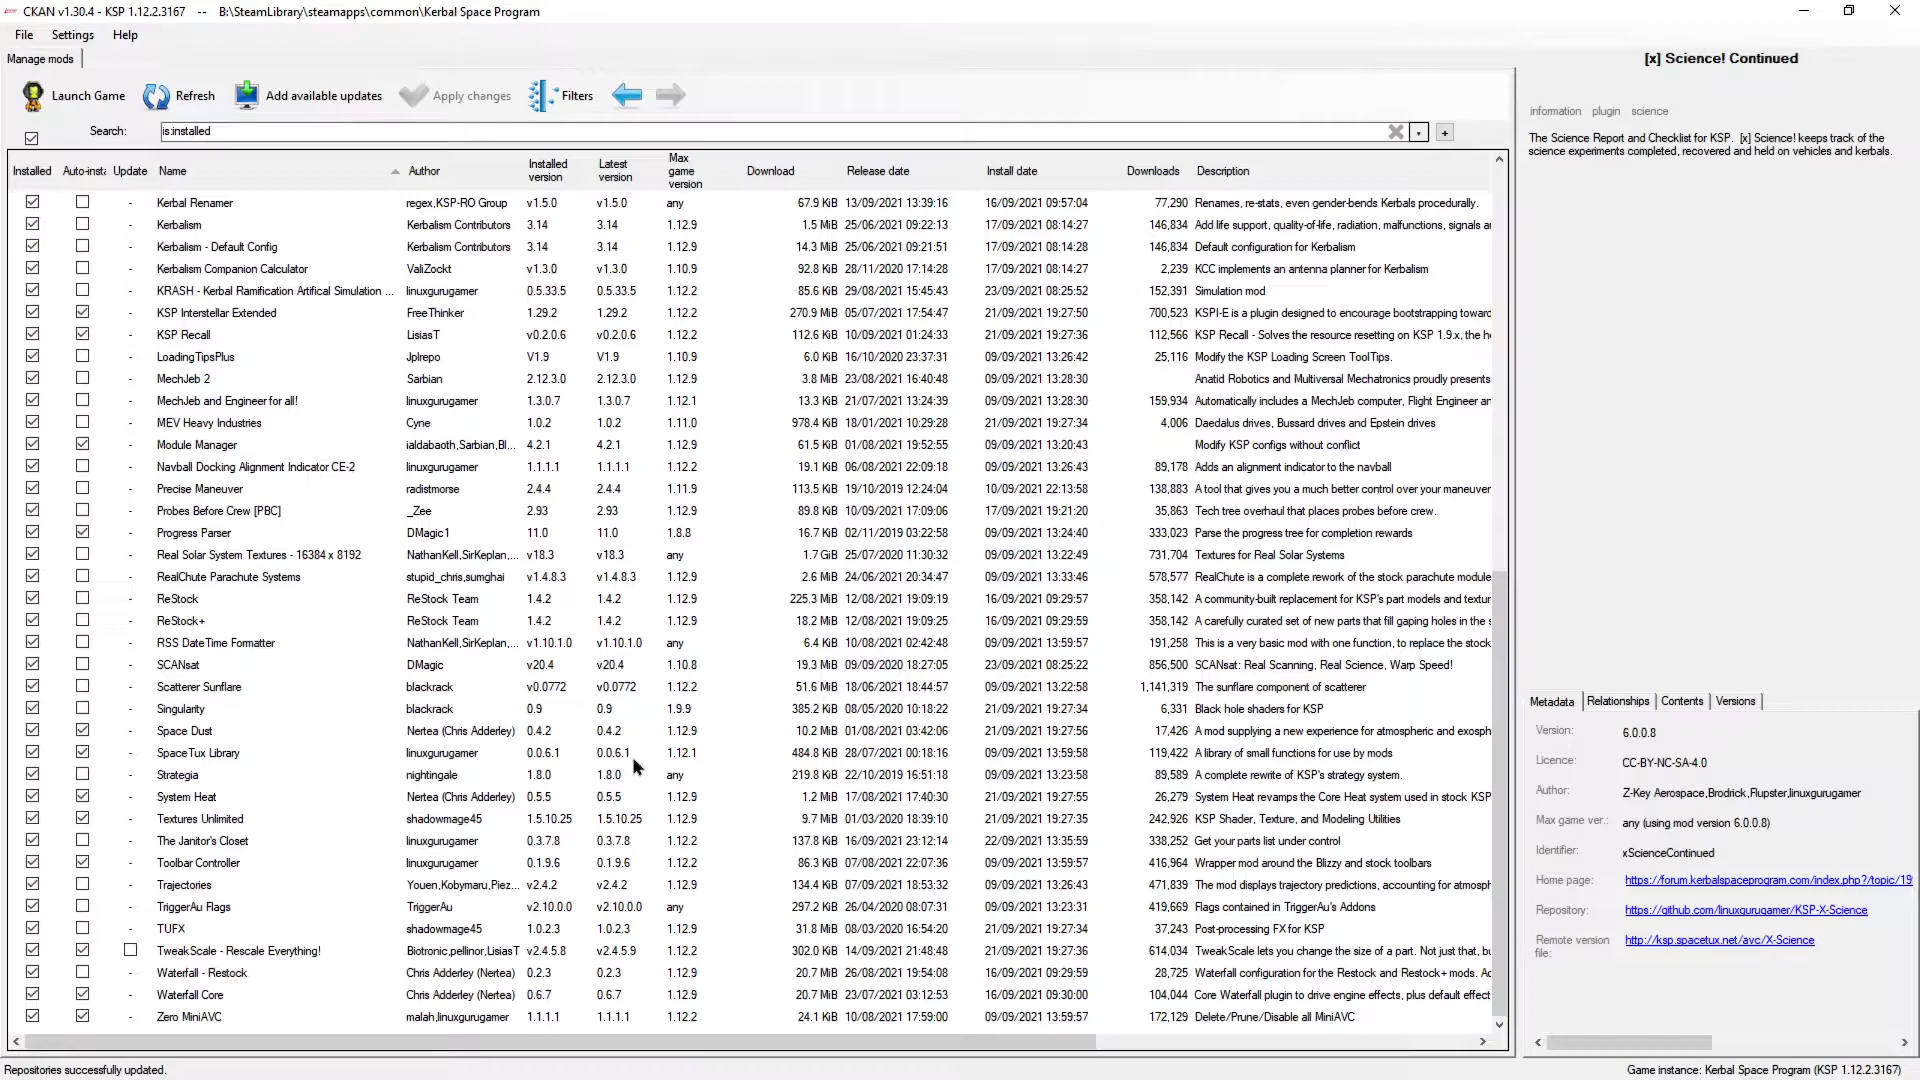 CKAN v1.30.4 - KSP 1.12.2.3167 -- B:\SteamLibrary\steamapps\common\Kerbal Space Program
File Settings Help
Manage mods
Launch Game Refresh Add available updates Apply changes Filters
Search: is:installed
Installed Auto-insta Update Name Author Installed version Latest version Max game version Download Release date Install date Downloads Description
- Kerbal Renamer regex,KSP-RO Group v1.5.0 v1.5.0 any 67.9 KiB 13/09/2021 13:39:16 16/09/2021 09:57:04 77,290 Renames, re-stats, even gender-bends Kerbals procedurally.
- Kerbalism Kerbalism Contributors 3.14 3.14 1.12.9 1.5 MiB 25/06/2021 09:22:13 17/09/2021 08:14:27 146,834 Add life support, quality-of-life, radiation, malfunctions, signals a
- Kerbalism - Default Config Kerbalism Contributors 3.14 3.14 1.12.9 14.3 MiB 25/06/2021 09:21:51 17/09/2021 08:14:28 146,834 Default configuration for Kerbalism
- Kerbalism Companion Calculator ValiZockt v1.3.0 v1.3.0 1.10.9 92.8 KiB 28/11/2020 17:14:28 17/09/2021 08:14:27 2,239 KCC implements an antenna planner for Kerbalism
- KRASH - Kerbal Ramification Artifical Simulation ... linuxgurugamer 0.5.33.5 0.5.33.5 1.12.2 85.6 KiB 29/08/2021 15:45:43 23/09/2021 08:25:52 152,391 Simulation mod
- KSP Interstellar Extended FreeThinker 1.29.2 1.29.2 1.12.2 270.9 MiB 05/07/2021 17:54:47 21/09/2021 19:27:50 700,523 KSPI-E is a plugin designed to encourage bootstrapping toward
- KSP Recall LisiasT v0.2.0.6 v0.2.0.6 1.12.2 112.6 KiB 10/09/2021 01:24:33 21/09/2021 19:27:36 112,566 KSP Recall - Solves the resource resetting on KSP 1.9.x, the h
- LoadingTipsPlus Jplrepo V1.9 V1.9 1.10.9 6.0 KiB 16/10/2020 23:37:31 09/09/2021 13:26:42 25,116 Modify the KSP Loading Screen ToolTips.
- MechJeb 2 Sarbian 2.12.3.0 2.12.3.0 1.12.9 3.8 MiB 23/08/2021 16:40:48 09/09/2021 13:28:30 Anatid Robotics and Multiversal Mechatronics proudly presents
- MechJeb and Engineer for all! linuxgurugamer 1.3.0.7 1.3.0.7 1.12.1 13.3 KiB 21/07/2021 13:24:39 09/09/2021 13:28:30 159,934 Automatically includes a MechJeb computer, Flight Engineer an
- MEV Heavy Industries Cyne 1.0.2 1.0.2 1.11.0 978.4 KiB 18/01/2021 10:29:28 21/09/2021 19:27:34 4,006 Daedalus drives, Bussard drives and Epstein drives
- Module Manager ialdabaoth,Sarbian,Bl... 4.2.1 4.2.1 1.12.9 61.5 KiB 01/08/2021 19:52:55 09/09/2021 13:20:43 Modify KSP configs without conflict
- Navball Docking Alignment Indicator CE-2 linuxgurugamer 1.1.1.1 1.1.1.1 1.12.2 19.1 KiB 06/08/2021 22:09:18 09/09/2021 13:26:43 89,178 Adds an alignment indicator to the navball
- Precise Maneuver radistmorse 2.4.4 2.4.4 1.11.9 113.5 KiB 19/10/2019 12:24:04 10/09/2021 22:13:58 138,883 A tool that gives you a much better control over your maneuver
- Probes Before Crew [PBC] _Zee 2.93 2.93 1.12.9 89.8 KiB 10/09/2021 17:09:06 17/09/2021 19:21:20 35,863 Tech tree overhaul that places probes before crew.
- Progress Parser DMagic1 11.0 11.0 1.8.8 16.7 KiB 02/11/2019 03:22:58 09/09/2021 13:24:40 333,023 Parse the progress tree for completion rewards
- Real Solar System Textures - 16384 x 8192 NathanKell,SirKeplan,... v18.3 v18.3 any 1.7 GiB 25/07/2020 11:30:32 09/09/2021 13:22:49 731,704 Textures for Real Solar Systems
- RealChute Parachute Systems stupid_chris,sumghai v1.4.8.3 v1.4.8.3 1.12.9 2.6 MiB 24/06/2021 20:34:47 09/09/2021 13:33:46 578,577 RealChute is a complete rework of the stock parachute module
- ReStock ReStock Team 1.4.2 1.4.2 1.12.9 225.3 MiB 12/08/2021 19:09:19 16/09/2021 09:29:57 358,142 A community-built replacement for KSP's part models and textur
- ReStock+ ReStock Team 1.4.2 1.4.2 1.12.9 18.2 MiB 12/08/2021 19:09:25 16/09/2021 09:29:59 358,142 A carefully curated set of new parts that fill gaping holes in the s
- RSS DateTime Formatter NathanKell,SirKeplan,... v1.10.1.0 v1.10.1.0 any 6.4 KiB 10/08/2021 02:42:48 09/09/2021 13:59:57 191,258 This is a very basic mod with one function, to replace the stock
- SCANsat DMagic v20.4 v20.4 1.10.8 19.3 MiB 09/09/2020 18:27:05 23/09/2021 08:25:22 856,500 SCANsat: Real Scanning, Real Science, Warp Speed!
- Scatterer Sunflare blackrack v0.0772 v0.0772 1.12.2 51.6 MiB 18/06/2021 18:44:57 09/09/2021 13:22:58 1,141,319 The sunflare component of scatterer
- Singularity blackrack 0.9 0.9 1.9.9 385.2 KiB 08/05/2020 10:18:22 21/09/2021 19:27:34 6,331 Black hole shaders for KSP
- Space Dust Nertea (Chris Adderley) 0.4.2 0.4.2 1.12.9 10.2 MiB 01/08/2021 03:42:06 21/09/2021 19:27:56 17,426 A mod supplying a new experience for atmospheric and exosph
- SpaceTux Library linuxgurugamer 0.0.6.1 0.0.6.1 1.12.1 484.8 KiB 28/07/2021 00:18:16 09/09/2021 13:59:58 119,422 A library of small functions for use by mods
- Strategia nightingale 1.8.0 1.8.0 any 219.8 KiB 22/10/2019 16:51:18 09/09/2021 13:23:58 89,589 A complete rewrite of KSP's strategy system.
- System Heat Nertea (Chris Adderley) 0.5.5 0.5.5 1.12.9 1.2 MiB 17/08/2021 17:40:30 21/09/2021 19:27:55 26,279 System Heat revamps the Core Heat system used in stock KSP
- Textures Unlimited shadowmage45 1.5.10.25 1.5.10.25 1.12.9 9.7 MiB 01/03/2020 18:39:10 21/09/2021 19:27:35 242,926 KSP Shader, Texture, and Modeling Utilities
- The Janitor's Closet linuxgurugamer 0.3.7.8 0.3.7.8 1.12.2 137.8 KiB 16/09/2021 23:12:14 22/09/2021 13:35:59 338,252 Get your parts list under control
- Toolbar Controller linuxgurugamer 0.1.9.6 0.1.9.6 1.12.2 86.3 KiB 07/08/2021 22:07:36 09/09/2021 13:59:57 416,964 Wrapper mod around the Blizzy and stock toolbars
- Trajectories Youen,Kobymaru,Piez... v2.4.2 v2.4.2 1.12.9 134.4 KiB 07/09/2021 18:53:32 09/09/2021 13:26:43 471,839 The mod displays trajectory predictions, accounting for atmosph
- TriggerAu Flags TriggerAu v2.10.0.0 v2.10.0.0 any 297.2 KiB 26/04/2020 08:07:31 09/09/2021 13:23:31 419,669 Flags contained in TriggerAu's Addons
- TUFX shadowmage45 1.0.2.3 1.0.2.3 1.12.9 31.8 MiB 08/03/2020 16:54:20 21/09/2021 19:27:34 37,243 Post-processing FX for KSP
TweakScale - Rescale Everything! Biotronic,pellinor,LisiasT v2.4.5.8 v2.4.5.9 1.12.2 302.0 KiB 14/09/2021 21:48:48 21/09/2021 19:27:36 614,034 TweakScale lets you change the size of a part. Not just that, bu
- Waterfall - Restock Chris Adderley (Nertea) 0.2.3 0.2.3 1.12.9 20.7 MiB 26/08/2021 19:54:08 16/09/2021 09:29:59 28,725 Waterfall configuration for the Restock and Restock+ mods. Ac
- Waterfall Core Chris Adderley (Nertea) 0.6.7 0.6.7 1.12.9 20.7 MiB 23/07/2021 03:12:53 16/09/2021 09:30:00 104,044 Core Waterfall plugin to drive engine effects, plus default effect
- Zero MiniAVC malah,linuxgurugamer 1.1.1.1 1.1.1.1 1.12.2 24.1 KiB 10/08/2021 17:59:00 09/09/2021 13:59:57 172,129 Delete/Prune/Disable all MiniAVC
[x] Science! Continued
information plugin science
The Science Report and Checklist for KSP. [x] Science! keeps track of the
science experiments completed, recovered and held on vehicles and kerbals.
Metadata Relationships Contents Versions
Version: 6.0.0.8
Licence: CC-BY-NC-SA-4.0
Author: Z-Key Aerospace,Brodrick,Flupster,linuxgurugamer
Max game ver.: any (using mod version 6.0.0.8)
Identifier: xScienceContinued
Home page: https://forum.kerbalspaceprogram.com/index.php?/topic/19
Repository: https://github.com/linuxgurugamer/KSP-X-Science
Remote version file: http://ksp.spacetux.net/avc/X-Science
Repositories successfully updated. Game instance: Kerbal Space Program (KSP 1.12.2.3167)